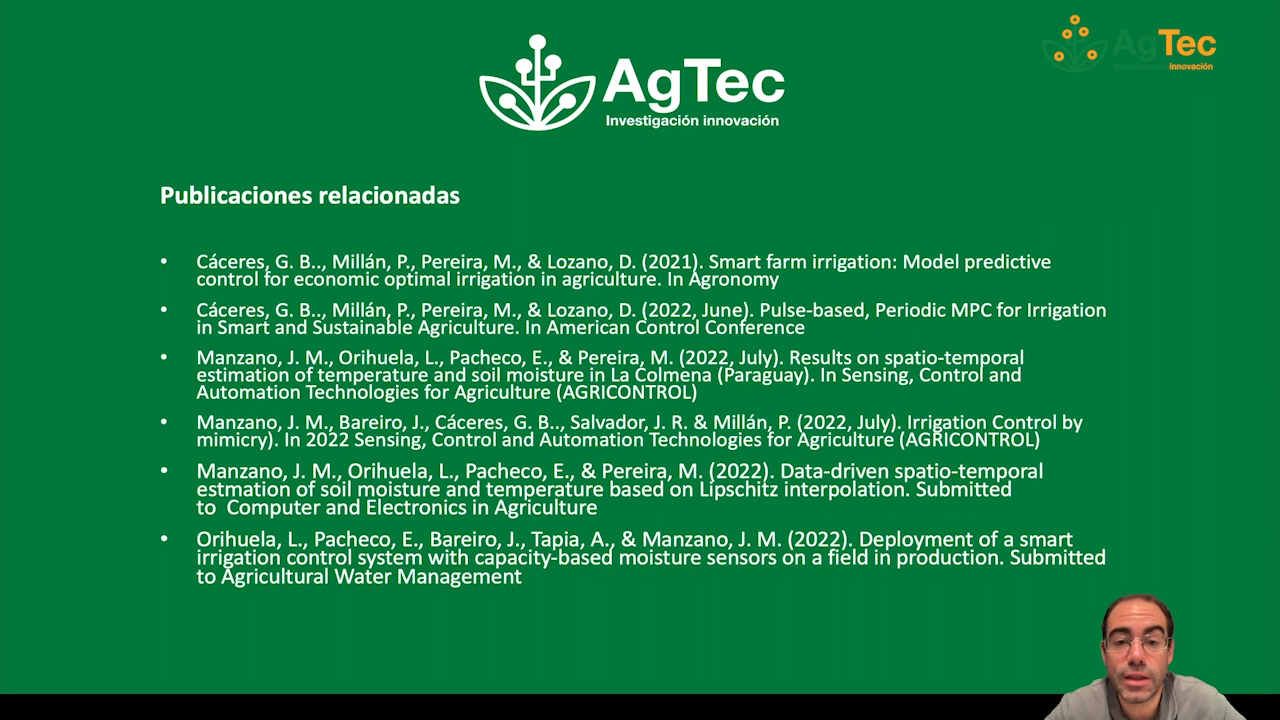 AgTec
Investigación innovación
AgTec
innovación
Publicaciones relacionadas
• Cáceres, G. B.., Millán, P., Pereira, M., & Lozano, D. (2021). Smart farm irrigation: Model predictive
control for economic optimal irrigation in agriculture. In Agronomy
• Cáceres, G. B.., Millán, P., Pereira, M., & Lozano, D. (2022, June). Pulse-based, Periodic MPC for Irrigation
in Smart and Sustainable Agriculture. In American Control Conference
• Manzano, J. M., Orihuela, L., Pacheco, E., & Pereira, M. (2022, July). Results on spatio-temporal
estimation of temperature and soil moisture in La Colmena (Paraguay). In Sensing, Control and
Automation Technologies for Agriculture (AGRICONTROL)
• Manzano, J. M., Bareiro, J., Cáceres, G. B.., Salvador, J. R. & Millán, P. (2022, July). Irrigation Control by
mimicry). In 2022 Sensing, Control and Automation Technologies for Agriculture (AGRICONTROL)
• Manzano, J. M., Orihuela, L., Pacheco, E., & Pereira, M. (2022). Data-driven spatio-temporal
estmation of soil moisture and temperature based on Lipschitz interpolation. Submitted
to  Computer and Electronics in Agriculture
• Orihuela, L., Pacheco, E., Bareiro, J., Tapia, A., & Manzano, J. M. (2022). Deployment of a smart
irrigation control system with capacity-based moisture sensors on a field in production. Submitted
to Agricultural Water Management